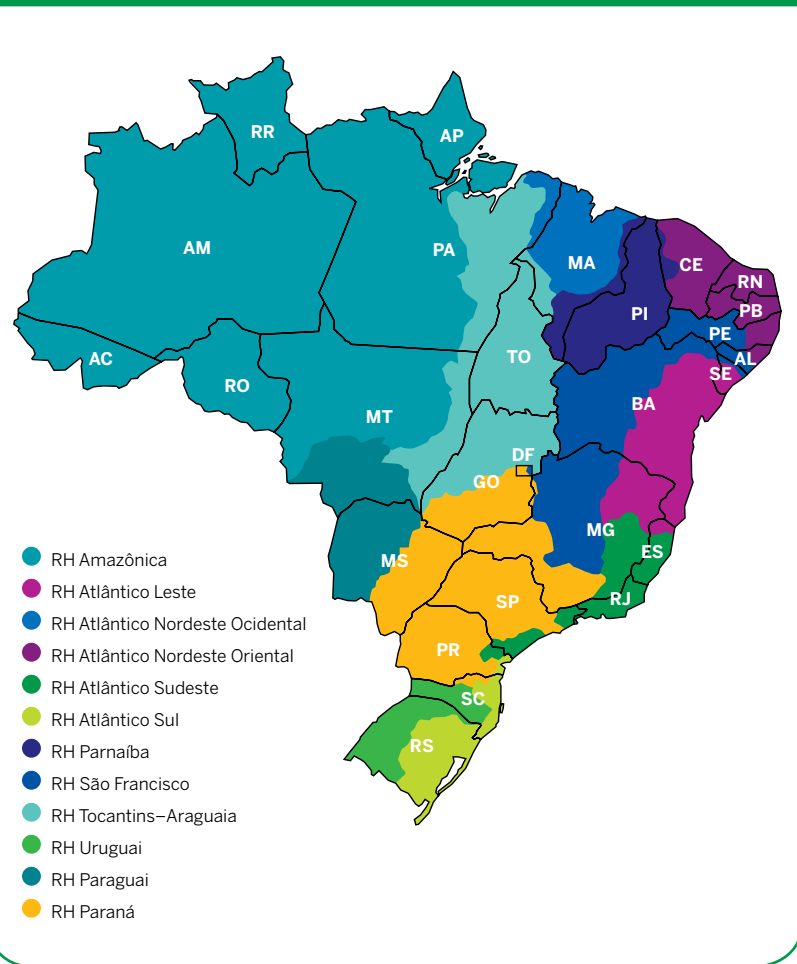 RR
AP
AM
PA
MA
CE
RN
PB
PI
PE
AL
AC
TO
SE
RO
BA
MT
DF
GO
MG
ES
MS
SP
RJ
PR
SC
RS
RH Amazônica
RH Atlântico Leste
RH Atlântico Nordeste Ocidental
RH Atlântico Nordeste Oriental
RH Atlântico Sudeste
RH Atlântico Sul
RH Parnaíba
RH São Francisco
RH Tocantins–Araguaia
RH Uruguai
RH Paraguai
RH Paraná